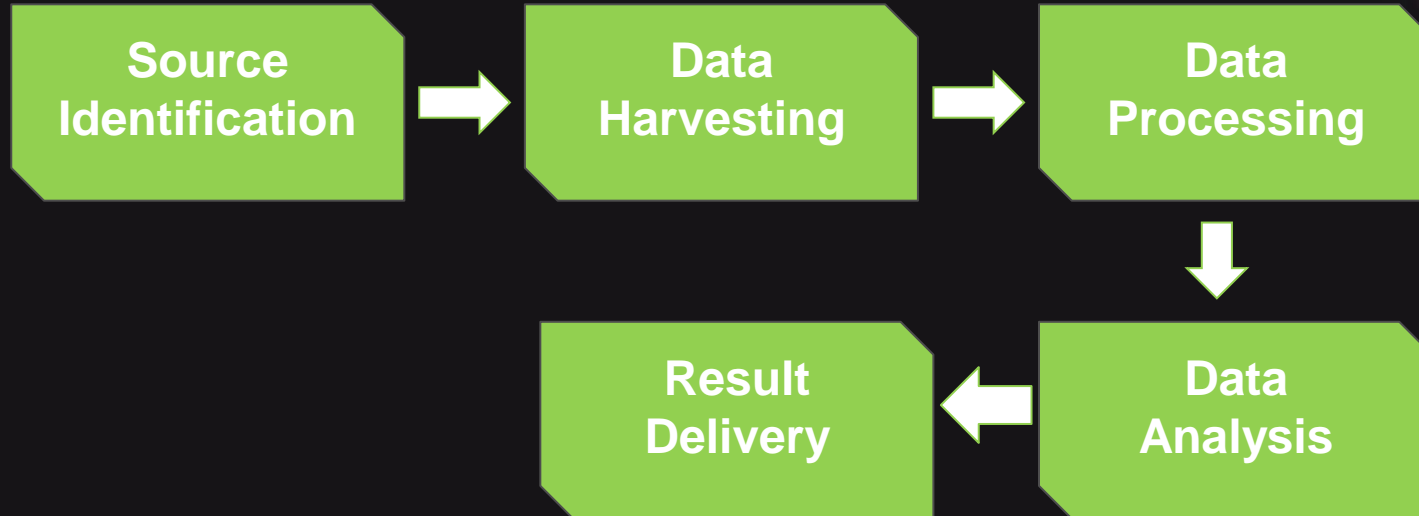 Source
Identification
Data
Harvesting
Data
Processing
Data
Analysis
Result
Delivery